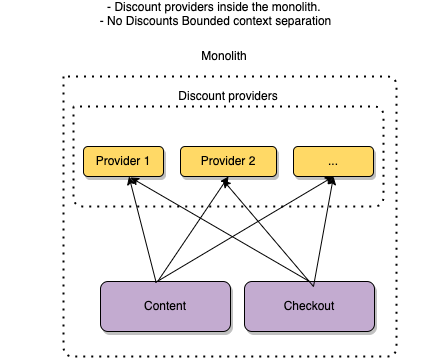 - Discount providers inside the monolith.
- No Discounts Bounded context separation
Monolith
Discount providers
Provider 1
Provider 2
...
Content
Checkout